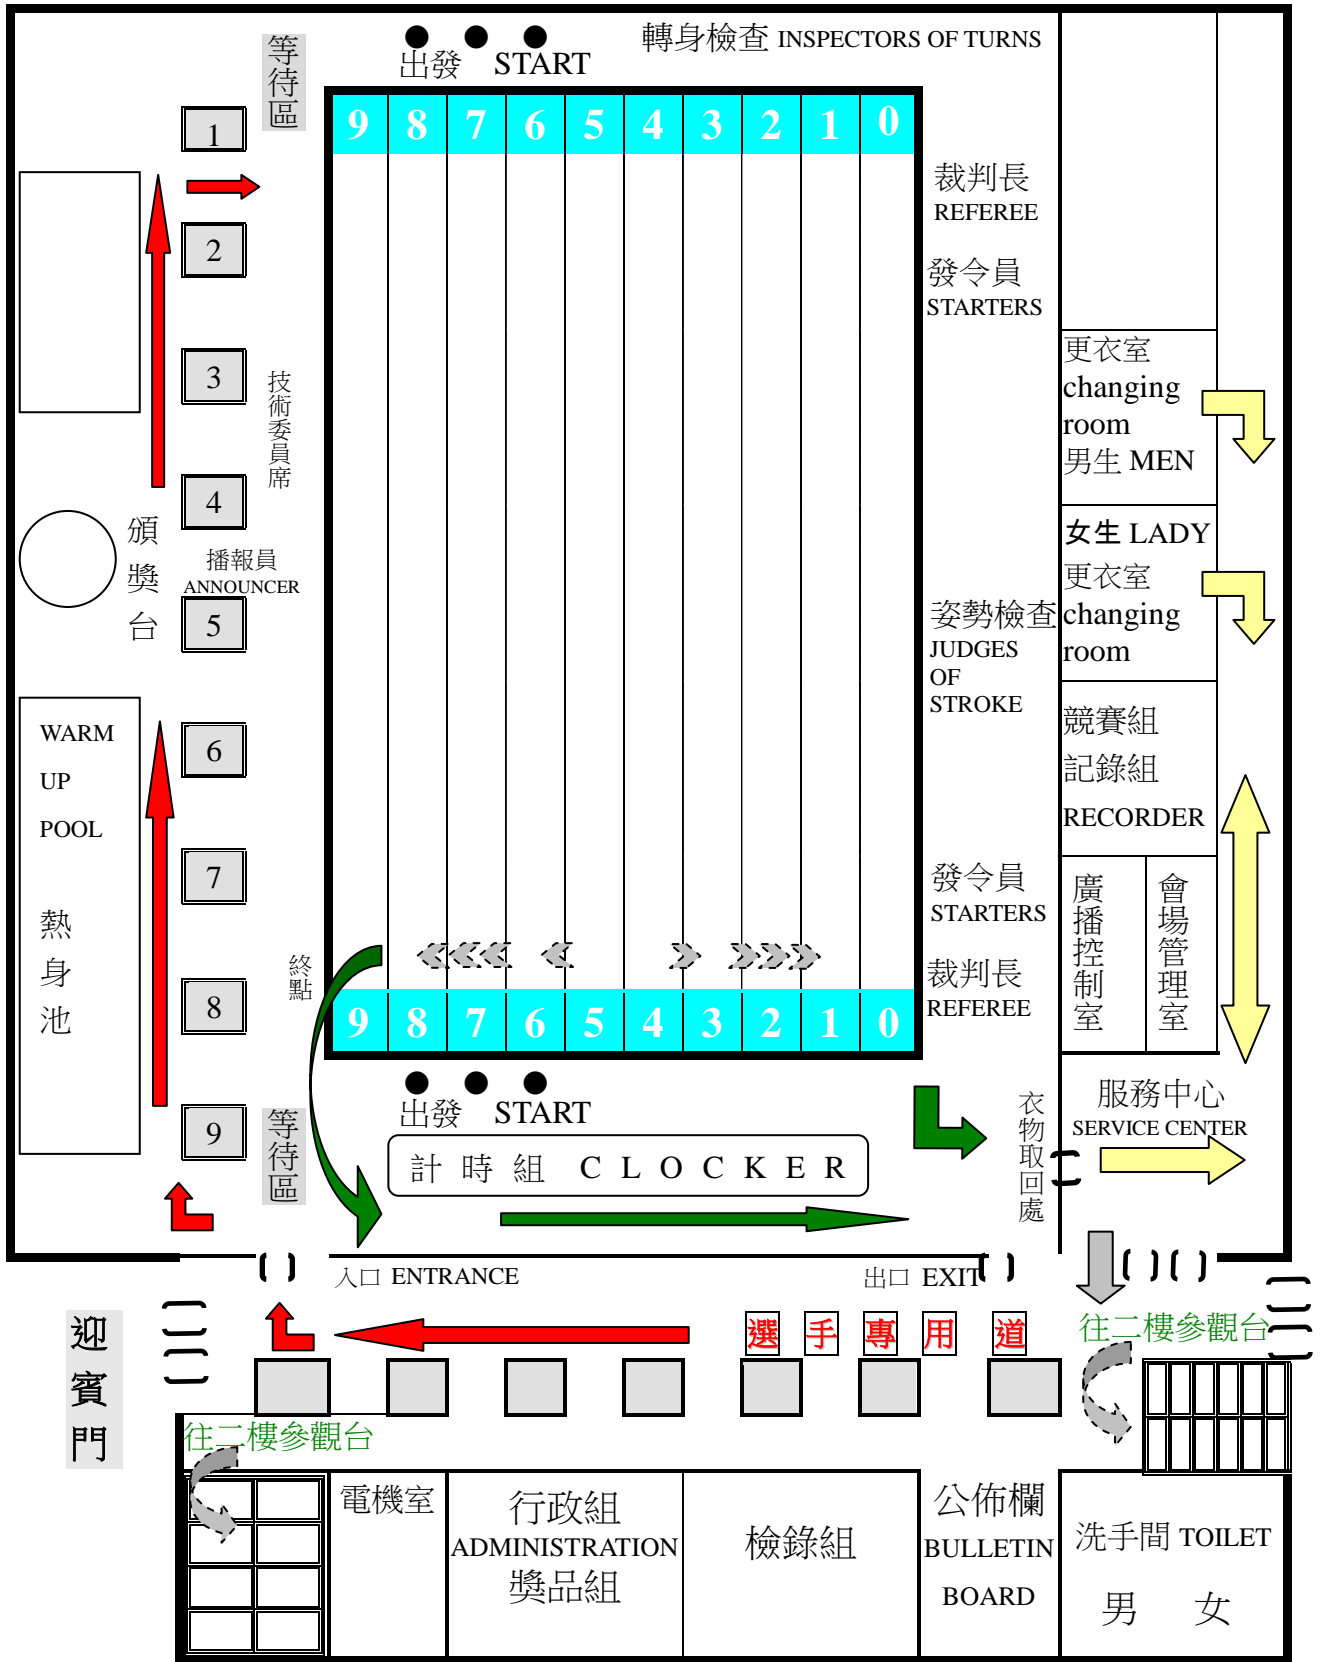 等待區
出發 START
轉身檢查 INSPECTORS OF TURNS
9 8 7 6 5 4 3 2 1 0
1
2
3
4
5
6
7
8
9
裁判長
REFEREE
發令員
STARTERS
更衣室
changing
room
男生 MEN
技術委員席
頒獎台
播報員
ANNOUNCER
女生 LADY
更衣室
changing
room
姿勢檢查
JUDGES
OF
STROKE
WARM
UP
POOL
熱身池
競賽組
記錄組
RECORDER
發令員
STARTERS
廣播控制室
會場管理室
終點
裁判長
REFEREE
9 8 7 6 5 4 3 2 1 0
出發 START
等待區
計時組 CLOCKER
衣物取回處
服務中心
SERVICE CENTER
入口 ENTRANCE
出口 EXIT
迎賓門
選手專用道
往二樓參觀台
往二樓參觀台
電機室
行政組
ADMINISTRATION
獎品組
檢錄組
公佈欄
BULLETIN
BOARD
洗手間 TOILET
男 女